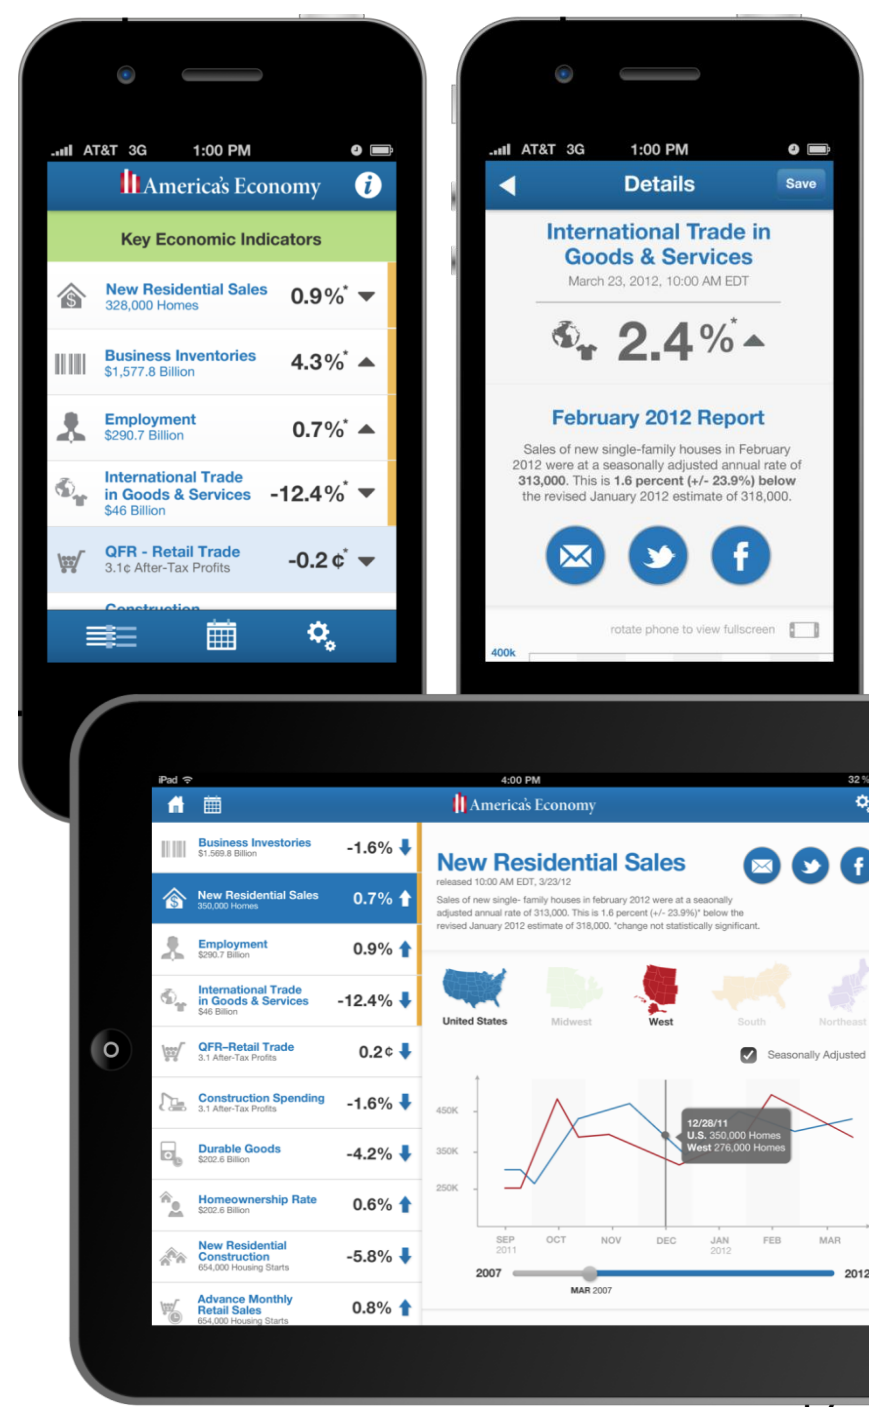 AT&T 3G 1:00 PM
America's Economy i
Key Economic Indicators
New Residential Sales
328,000 Homes
0.9%*
Business Inventories
$1,577.8 Billion
4.3%*
Employment
$290.7 Billion
0.7%*
International Trade
in Goods & Services
$46 Billion
-12.4%*
QFR - Retail Trade
3.1¢ After-Tax Profits
-0.2 ¢*
Construction
AT&T 3G 1:00 PM
Details Save
International Trade in
Goods & Services
March 23, 2012, 10:00 AM EDT
2.4%*
February 2012 Report
Sales of new single-family houses in February
2012 were at a seasonally adjusted annual rate of
313,000. This is 1.6 percent (+/- 23.9%) below
the revised January 2012 estimate of 318,000.
f
rotate phone to view fullscreen
400k
iPad 4:00 PM 32 %
America's Economy
Business Investories
$1.569.8 Billion
-1.6%
New Residential Sales
350,000 Homes
0.7%
Employment
$290.7 Billion
0.9%
International Trade
in Goods & Services
$46 Billion
-12.4%
QFR–Retail Trade
3.1 After-Tax Profits
0.2 ¢
Construction Spending
3.1 After-Tax Profits
-1.6%
Durable Goods
$202.6 Billion
-4.2%
Homeownership Rate
$202.6 Billion
0.6%
New Residential
Construction
654,000 Housing Starts
-5.8%
Advance Monthly
Retail Sales
654,000 Housing Starts
0.8%
New Residential Sales
released 10:00 AM EDT, 3/23/12
f
Sales of new single- family houses in february 2012 were at a seaonally
adjusted annual rate of 313,000. This is 1.6 percent (+/- 23.9%)* below the
revised January 2012 estimate of 318,000. *change not statistically significant.
United States Midwest West South Northeast
Seasonally Adjusted
450K
350K
250K
12/28/11
U.S. 350,000 Homes
West 276,000 Homes
SEP OCT NOV DEC JAN FEB MAR
2011 2012
2007 2012
MAR 2007